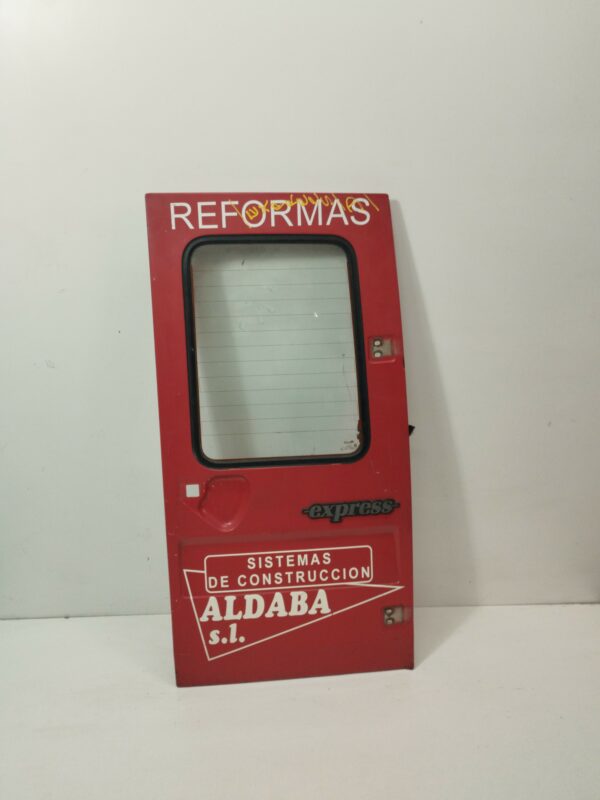 REFORMAS
express
SISTEMAS
DE CONSTRUCCION
ALDABA
s.l.